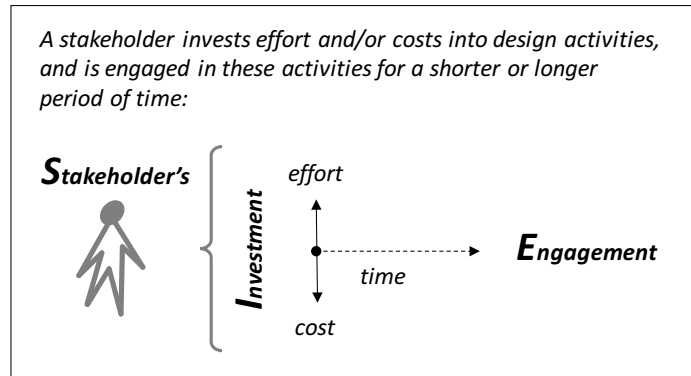 A stakeholder invests effort and/or costs into design activities,
and is engaged in these activities for a shorter or longer
period of time:
Stakeholder's
effort
Investment
Engagement
time
cost